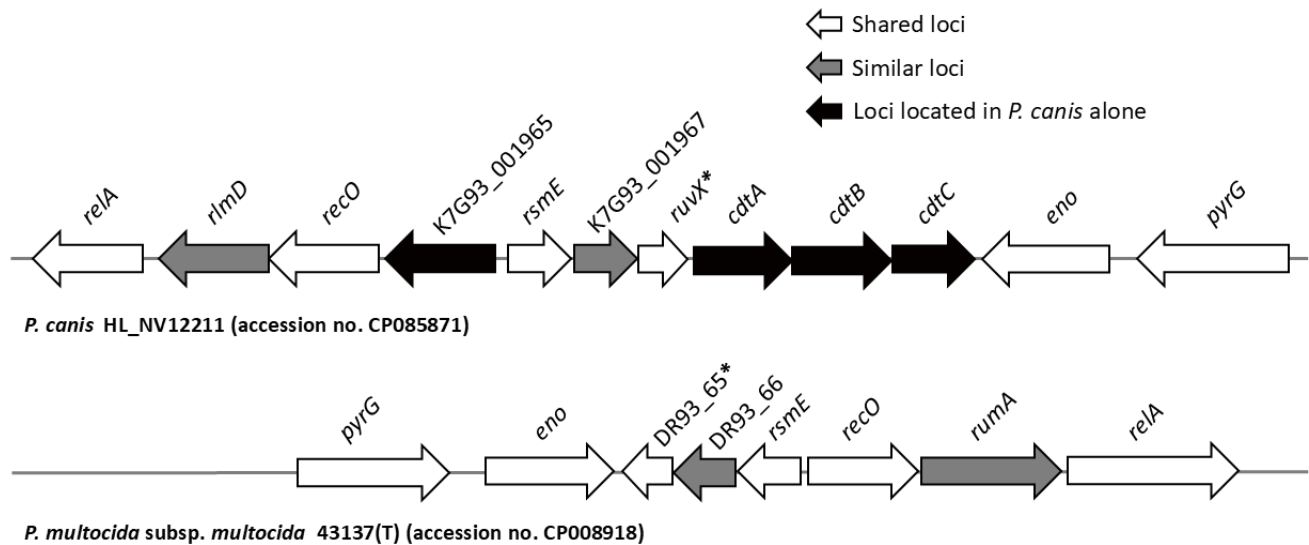 Shared loci
Similar loci
Loci located in P. canis alone
relA rlmD recO K7G93_001965 rsmE K7G93_001967 ruvX* cdtA cdtB cdtC eno pyrG
P. canis HL_NV12211 (accession no. CP085871)
pyrG eno DR93_65* DR93_66 rsmE recO rumA relA
P. multocida subsp. multocida 43137(T) (accession no. CP008918)